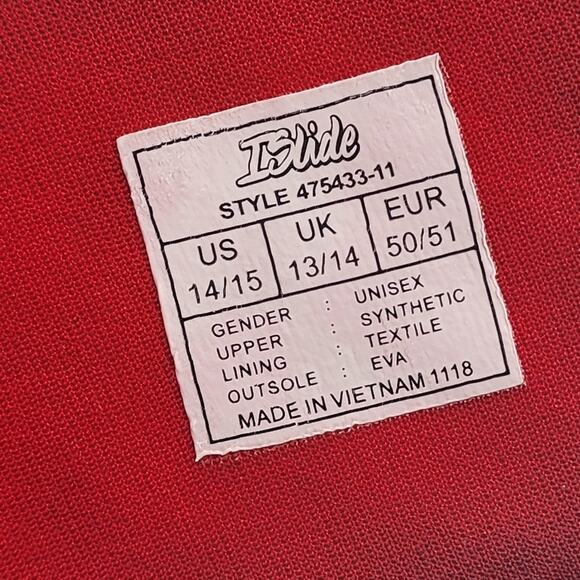 ISlide
STYLE 475433-11
US UK EUR
14/15 13/14 50/51
GENDER : UNISEX
UPPER : SYNTHETIC
LINING : TEXTILE
OUTSOLE : EVA
MADE IN VIETNAM 1118